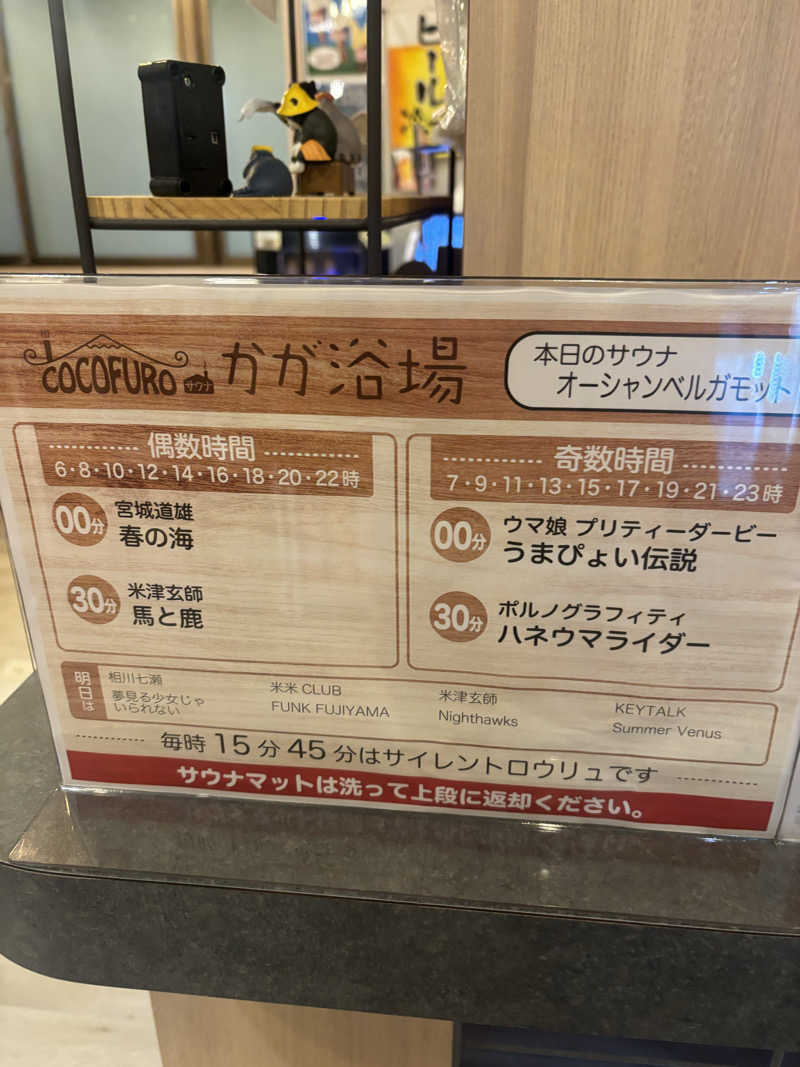 ビール
COCOFURO サウナ かが浴場
本日のサウナ
オーシャンベルガモット
偶数時間
6・8・10・12・14・16・18・20・22時
00分 宮城道雄
春の海
30分 米津玄師
馬と鹿
奇数時間
7・9・11・13・15・17・19・21・23時
00分 ウマ娘 プリティーダービー
うまぴょい伝説
30分 ポルノグラフィティ
ハネウマライダー
明日は
相川七瀬
夢見る少女じゃ
いられない
米米 CLUB
FUNK FUJIYAMA
米津玄師
Nighthawks
KEYTALK
Summer Venus
毎時 15 分 45 分はサイレントロウリュです
サウナマットは洗って上段に返却ください。